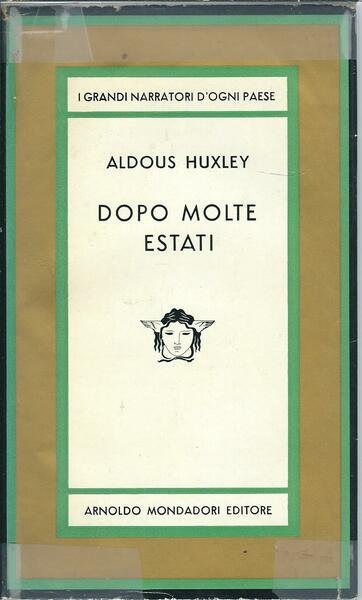 I GRANDI NARRATORI D'OGNI PAESE
ALDOUS HUXLEY
DOPO MOLTE
ESTATI
ARNOLDO MONDADORI EDITORE